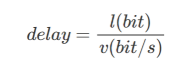 delay = l(bit) / v(bit/s)